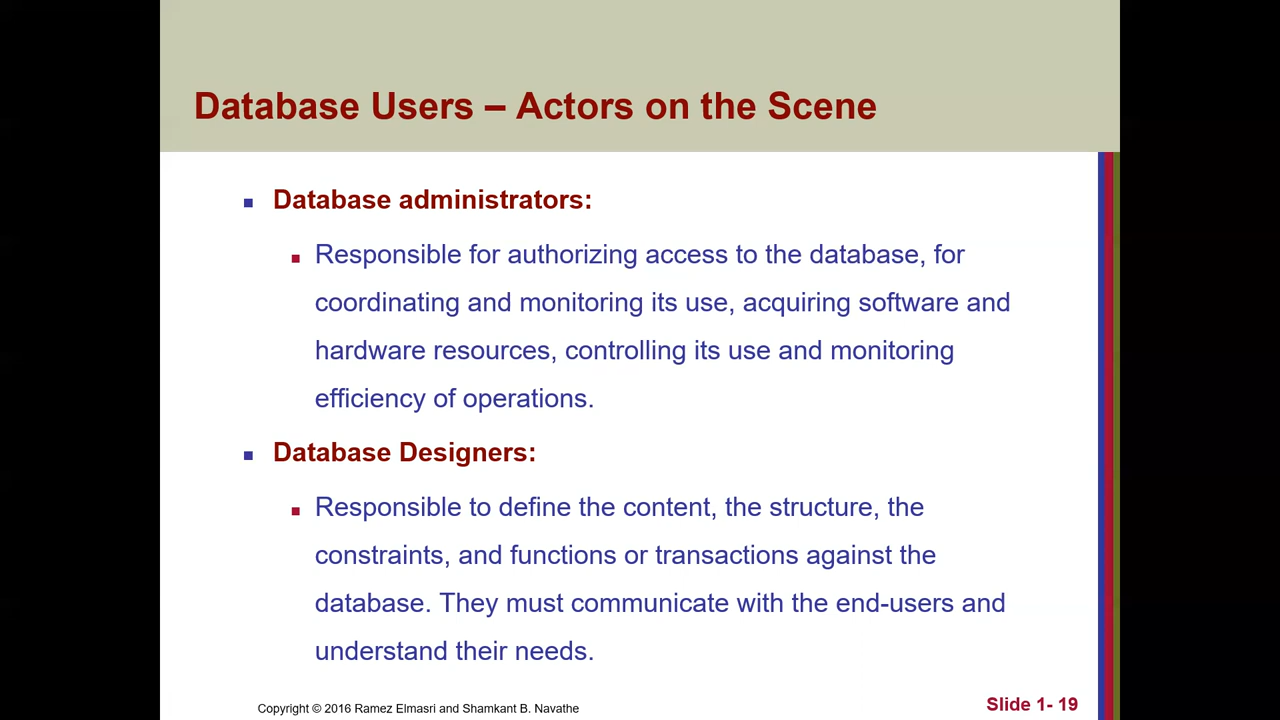 Database Users – Actors on the Scene
Database administrators:
Responsible for authorizing access to the database, for
coordinating and monitoring its use, acquiring software and
hardware resources, controlling its use and monitoring
efficiency of operations.
Database Designers:
Responsible to define the content, the structure, the
constraints, and functions or transactions against the
database. They must communicate with the end-users and
understand their needs.
Copyright © 2016 Ramez Elmasri and Shamkant B. Navathe
Slide 1- 19